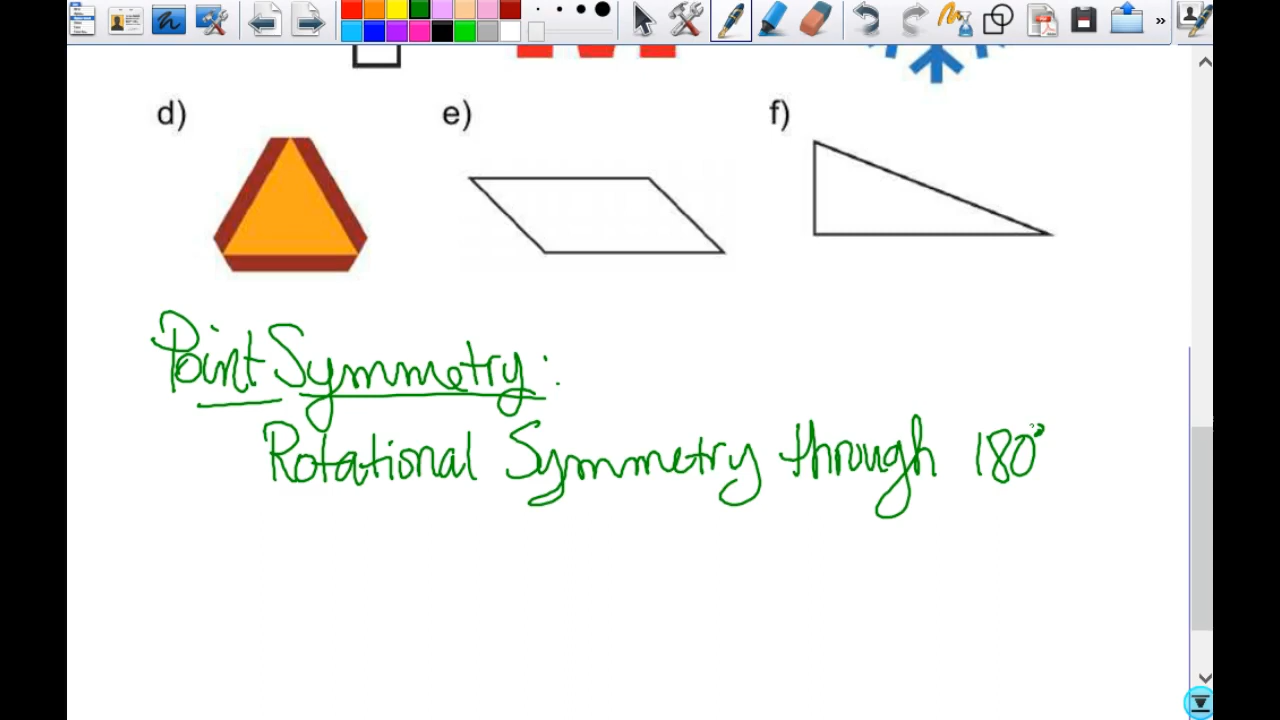 d)
e)
f)
Point Symmetry:
Rotational Symmetry through 180°